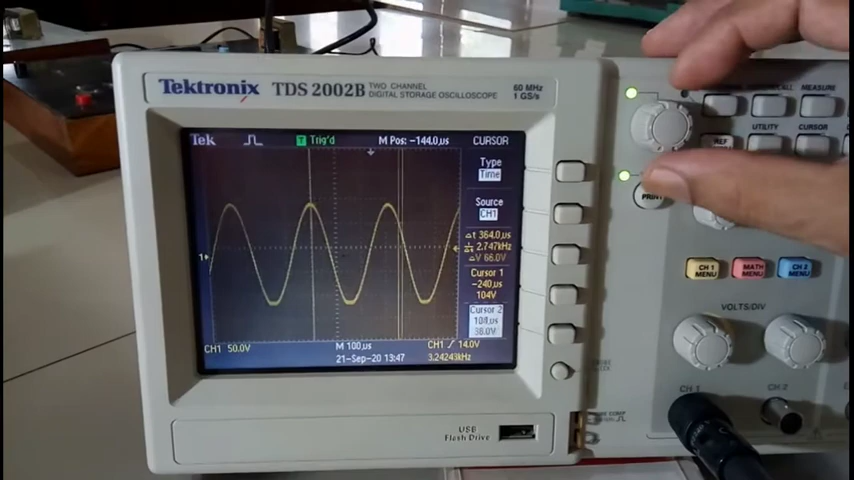 Tektronix TDS 2002B TWO CHANNEL DIGITAL STORAGE OSCILLOSCOPE 60 MHz 1 GS/s
Tek T Trig'd M Pos: -144.0µs CURSOR
Type
Time
Source
CH1
Δt 364.0µs
1/Δt 2.747kHz
ΔV 66.0V
Cursor 1
-240µs
104V
Cursor 2
38.0V
1
CH1 50.0V M 100µs CH1 14.0V
21-Sep-20 13:47 3.24243kHz
MEASURE
UTILITY CURSOR
REF
PRINT
CH 1 MENU
MATH MENU
CH 2 MENU
VOLTS/DIV
CH 1 CH 2
USB
Flash Drive